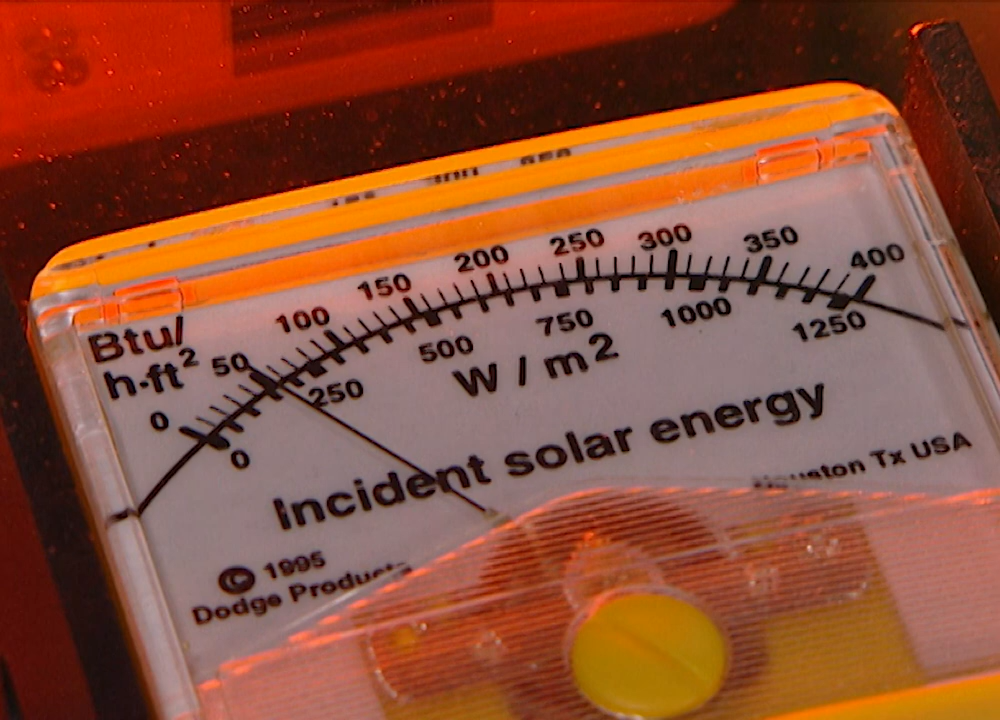 0 50 100 150 200 250 300 350 400
Btu/
h·ft²
0 250 500 750 1000 1250
W / m²
Incident solar energy
Houston Tx USA
© 1995
Dodge Products